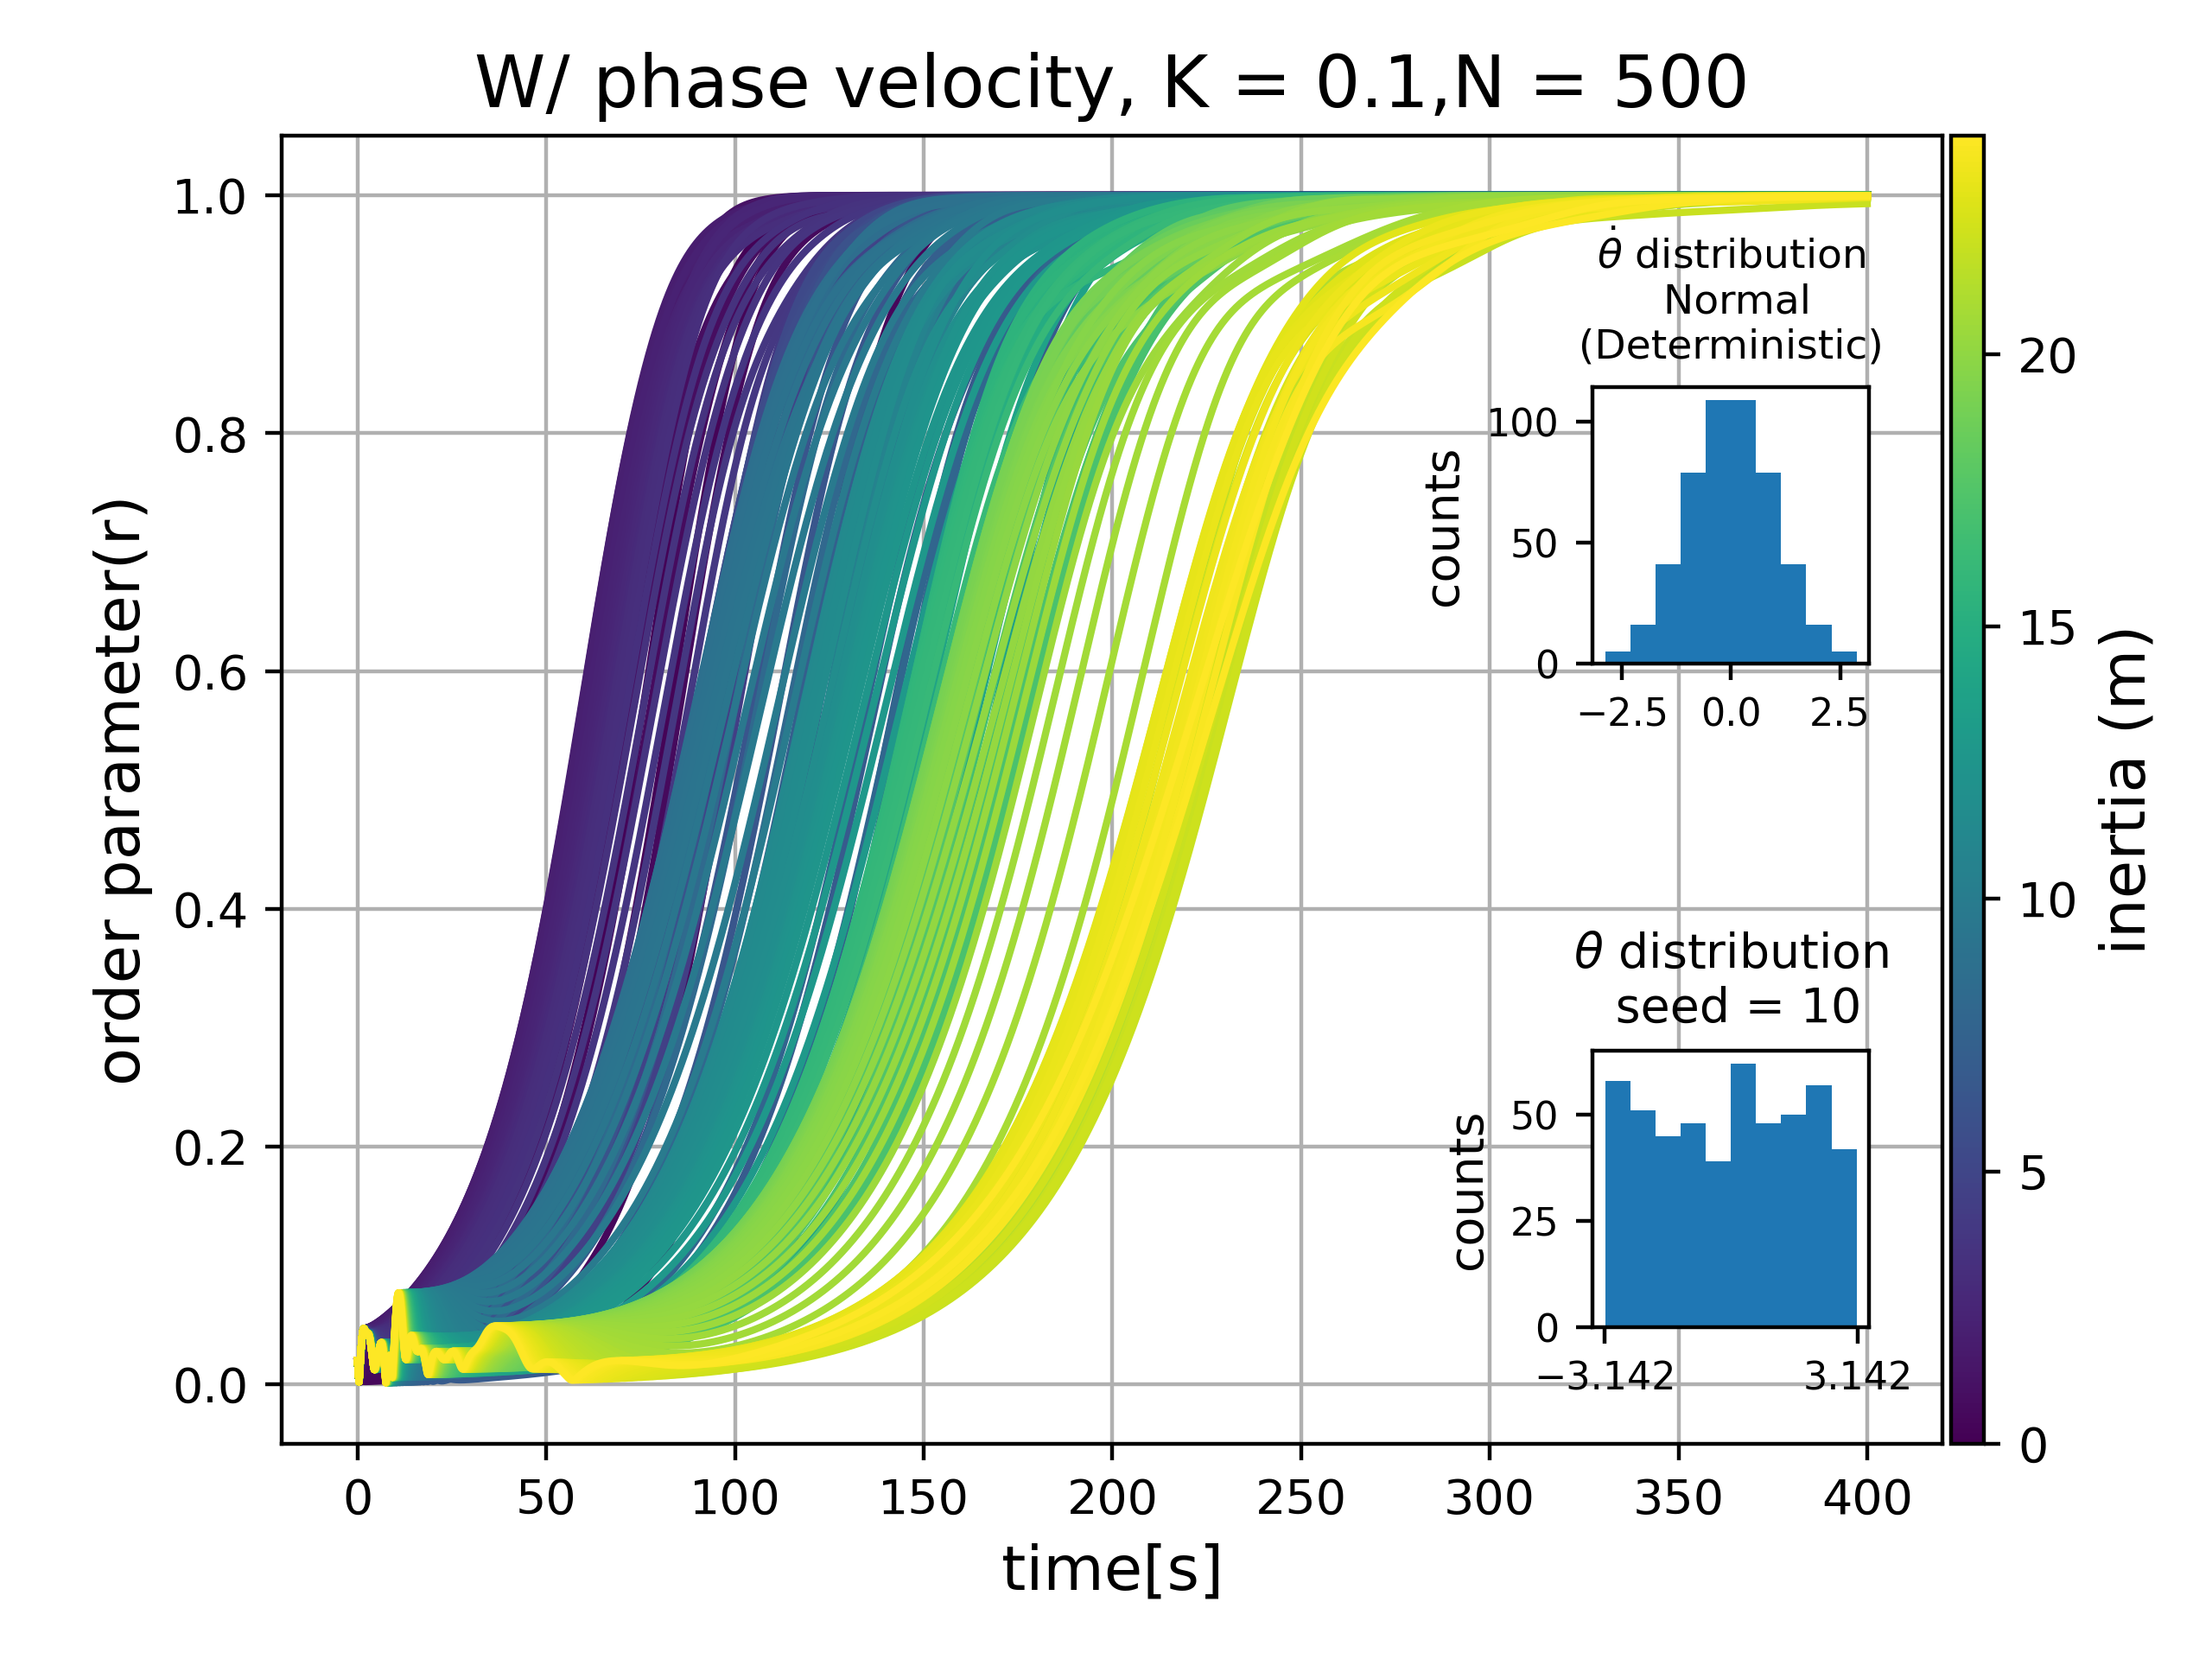 W/ phase velocity, K = 0.1,N = 500
order parameter(r)
1.0
0.8
0.6
0.4
0.2
0.0
0 50 100 150 200 250 300 350 400
time[s]
θ̇ distribution
Normal
(Deterministic)
counts
100
50
0
−2.5 0.0 2.5
θ distribution
seed = 10
counts
50
25
0
−3.142 3.142
20
15
10
5
0
inertia (m)